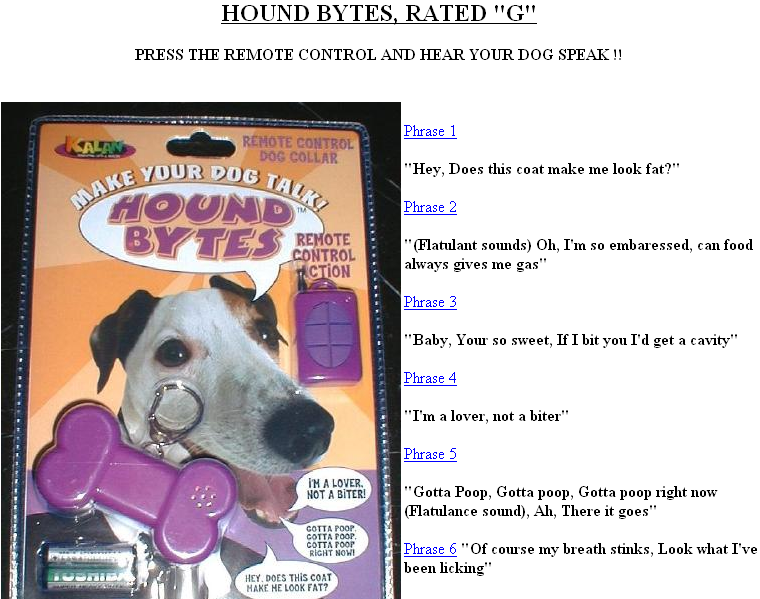 HOUND BYTES, RATED "G"
PRESS THE REMOTE CONTROL AND HEAR YOUR DOG SPEAK !!
KALAN
REMOTE CONTROL
DOG COLLAR
MAKE YOUR DOG TALK!
HOUND
BYTES™
REMOTE
CONTROL
ACTION
I'M A LOVER,
NOT A BITER!
GOTTA POOP,
GOTTA POOP,
GOTTA POOP
RIGHT NOW!
HEY, DOES THIS COAT
MAKE ME LOOK FAT?
TOSHIBA
Phrase 1
"Hey, Does this coat make me look fat?"
Phrase 2
"(Flatulant sounds) Oh, I'm so embaressed, can food
always gives me gas"
Phrase 3
"Baby, Your so sweet, If I bit you I'd get a cavity"
Phrase 4
"I'm a lover, not a biter"
Phrase 5
"Gotta Poop, Gotta poop, Gotta poop right now
(Flatulance sound), Ah, There it goes"
Phrase 6 "Of course my breath stinks, Look what I've
been licking"